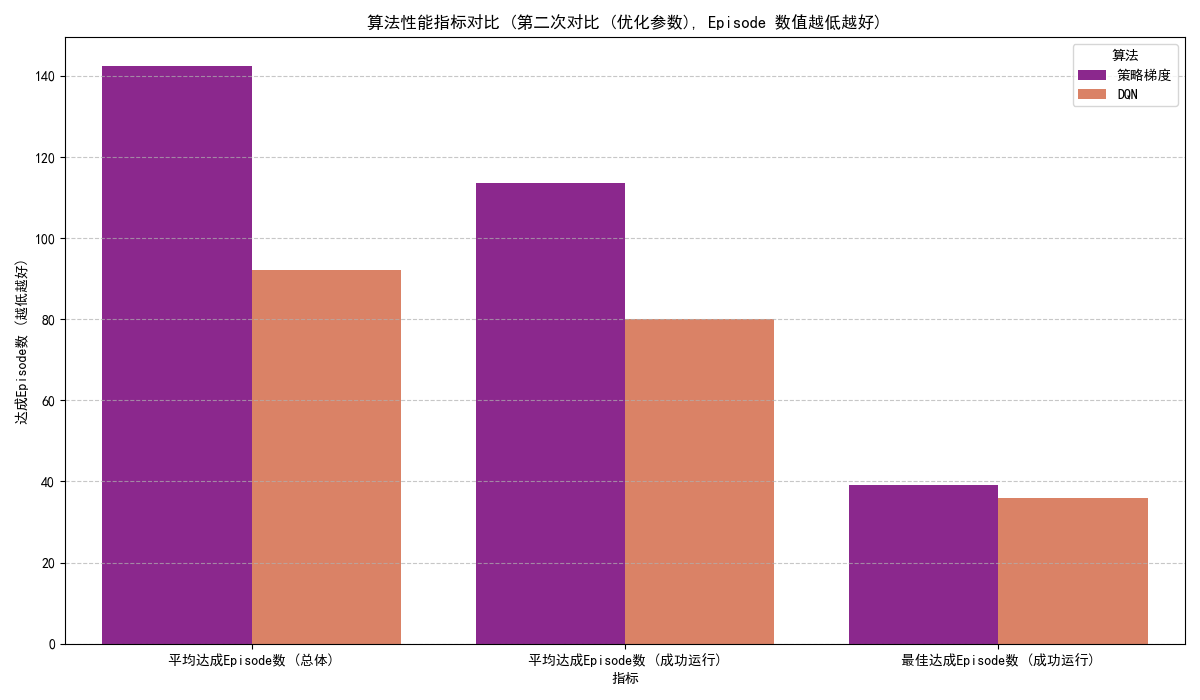 算法性能指标对比 (第二次对比 (优化参数), Episode 数值越低越好)
算法
策略梯度
DQN
达成Episode数 (越低越好)
140
120
100
80
60
40
20
0
平均达成Episode数 (总体)
平均达成Episode数 (成功运行)
最佳达成Episode数 (成功运行)
指标